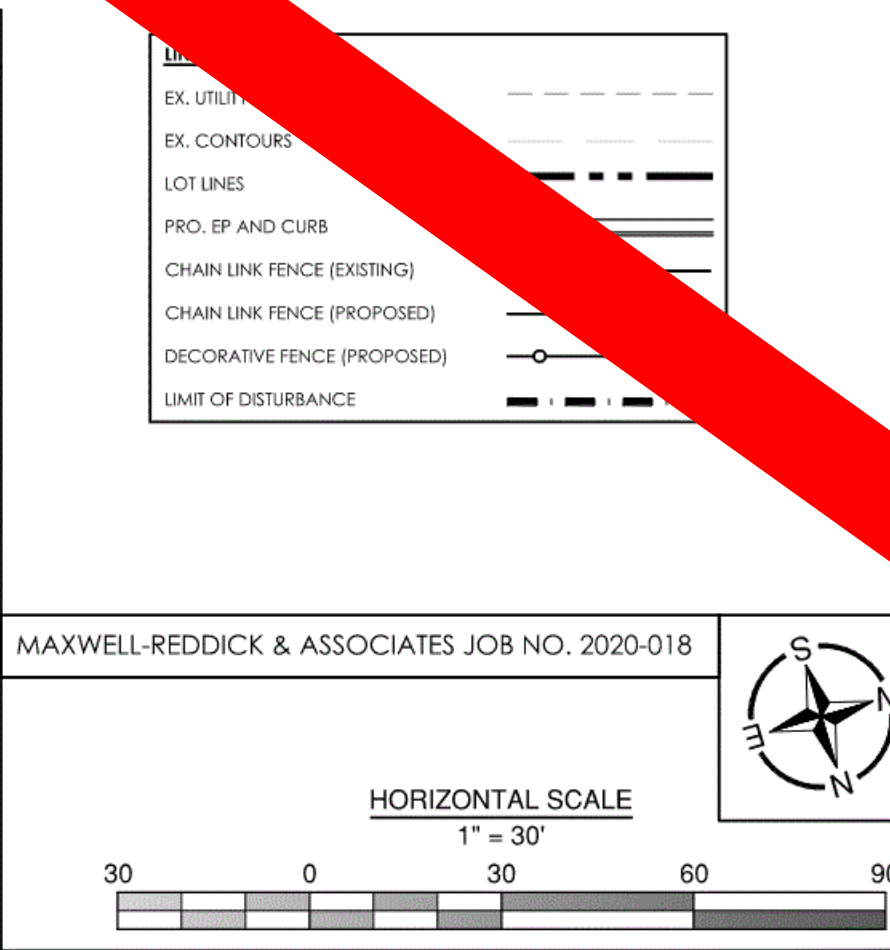 EX.
EX. CONTOURS
LOT LINES
PRO. EP AND CURB
CHAIN LINK FENCE (EXISTING)
CHAIN LINK FENCE (PROPOSED)
DECORATIVE FENCE (PROPOSED)
LIMIT OF DISTURBANCE
MAXWELL-REDDICK & ASSOCIATES JOB NO. 2020-018
S
E
N
HORIZONTAL SCALE
1" = 30'
30 0 30 60